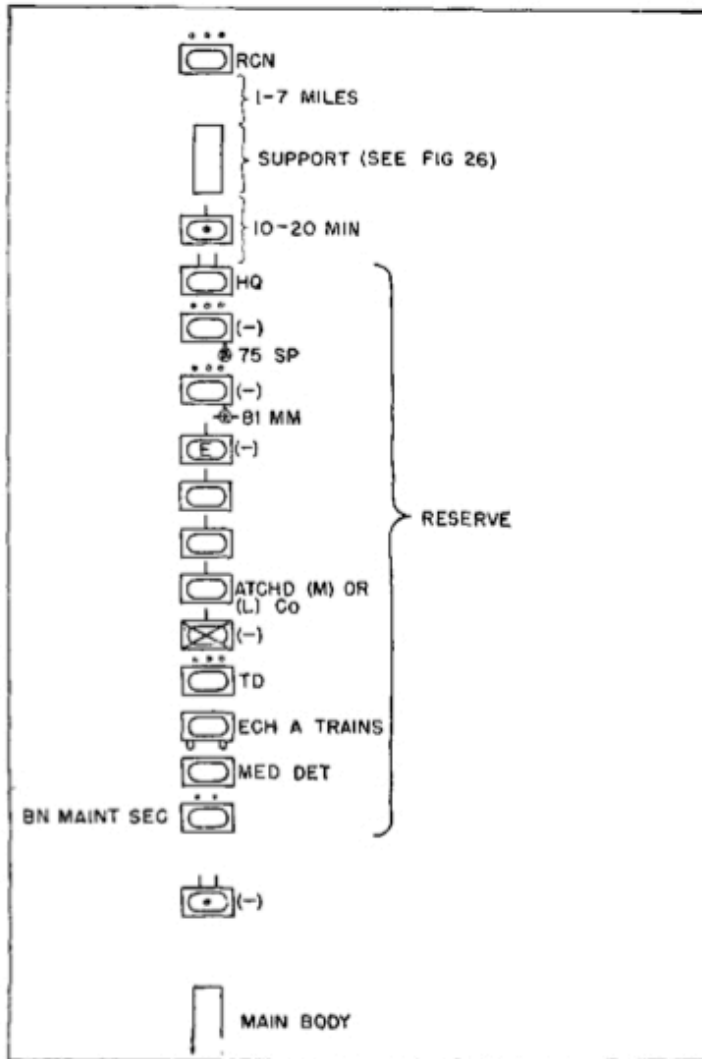 RCN
1-7 MILES
SUPPORT (SEE FIG 26)
10-20 MIN
HQ
(-)
75 SP
(-)
81 MM
E (-)
RESERVE
ATCHD (M) OR
(L) Co
(-)
TD
ECH A TRAINS
MED DET
BN MAINT SEC
(-)
MAIN BODY